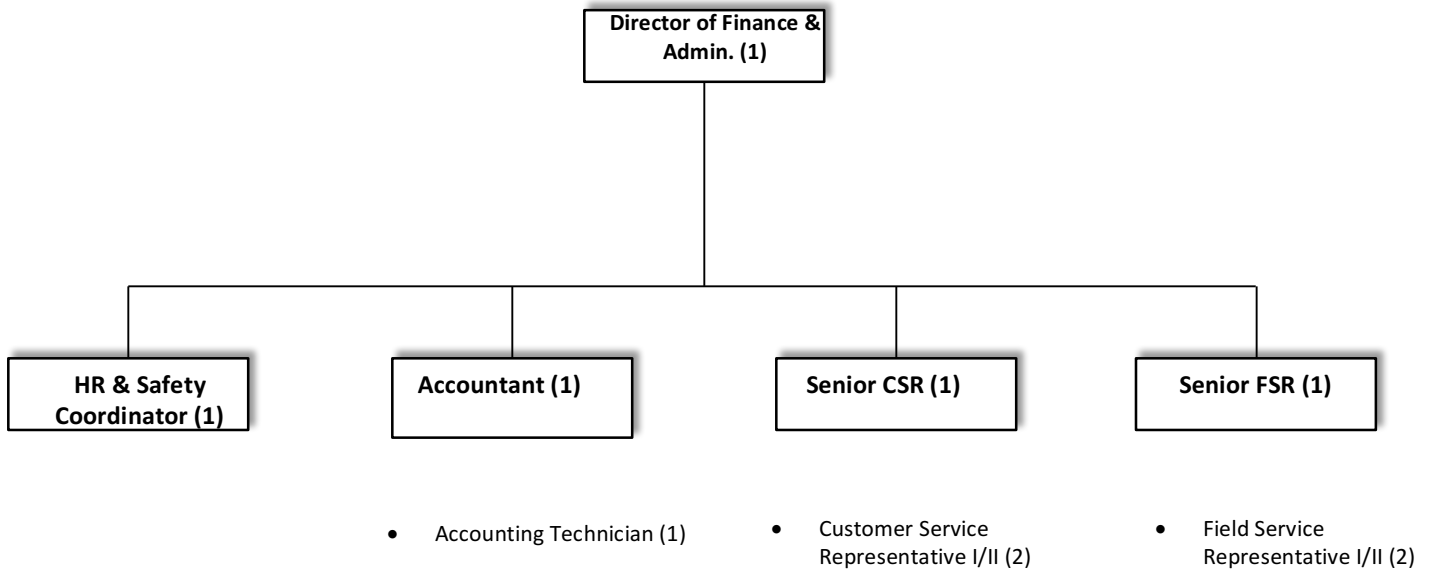 Director of Finance &
Admin. (1)
HR & Safety
Coordinator (1)
Accountant (1)
Senior CSR (1)
Senior FSR (1)
• Accounting Technician (1)
• Customer Service
Representative I/II (2)
• Field Service
Representative I/II (2)